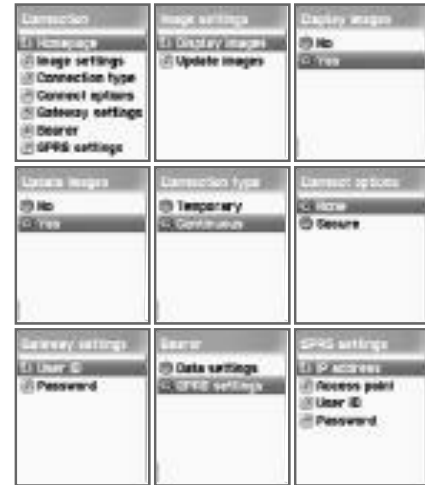 Connection
Homepage
Image settings
Connection type
Connect options
Gateway settings
Bearer
GPRS settings
Image settings
Display images
Update images
Display images
No
Yes
Update images
No
Yes
Connection type
Temporary
Continuous
Connect options
None
Secure
Gateway settings
User ID
Password
Bearer
Data settings
GPRS settings
GPRS settings
IP address
Access point
User ID
Password